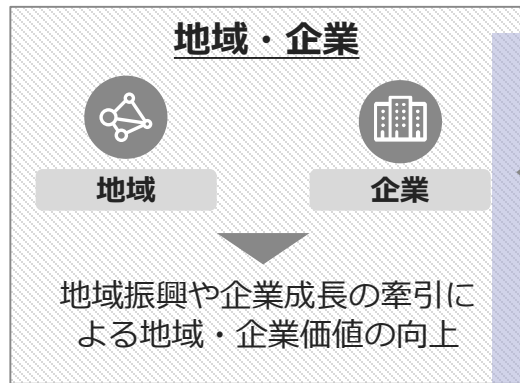 地域・企業
地域
企業
地域振興や企業成長の牽引に
よる地域・企業価値の向上